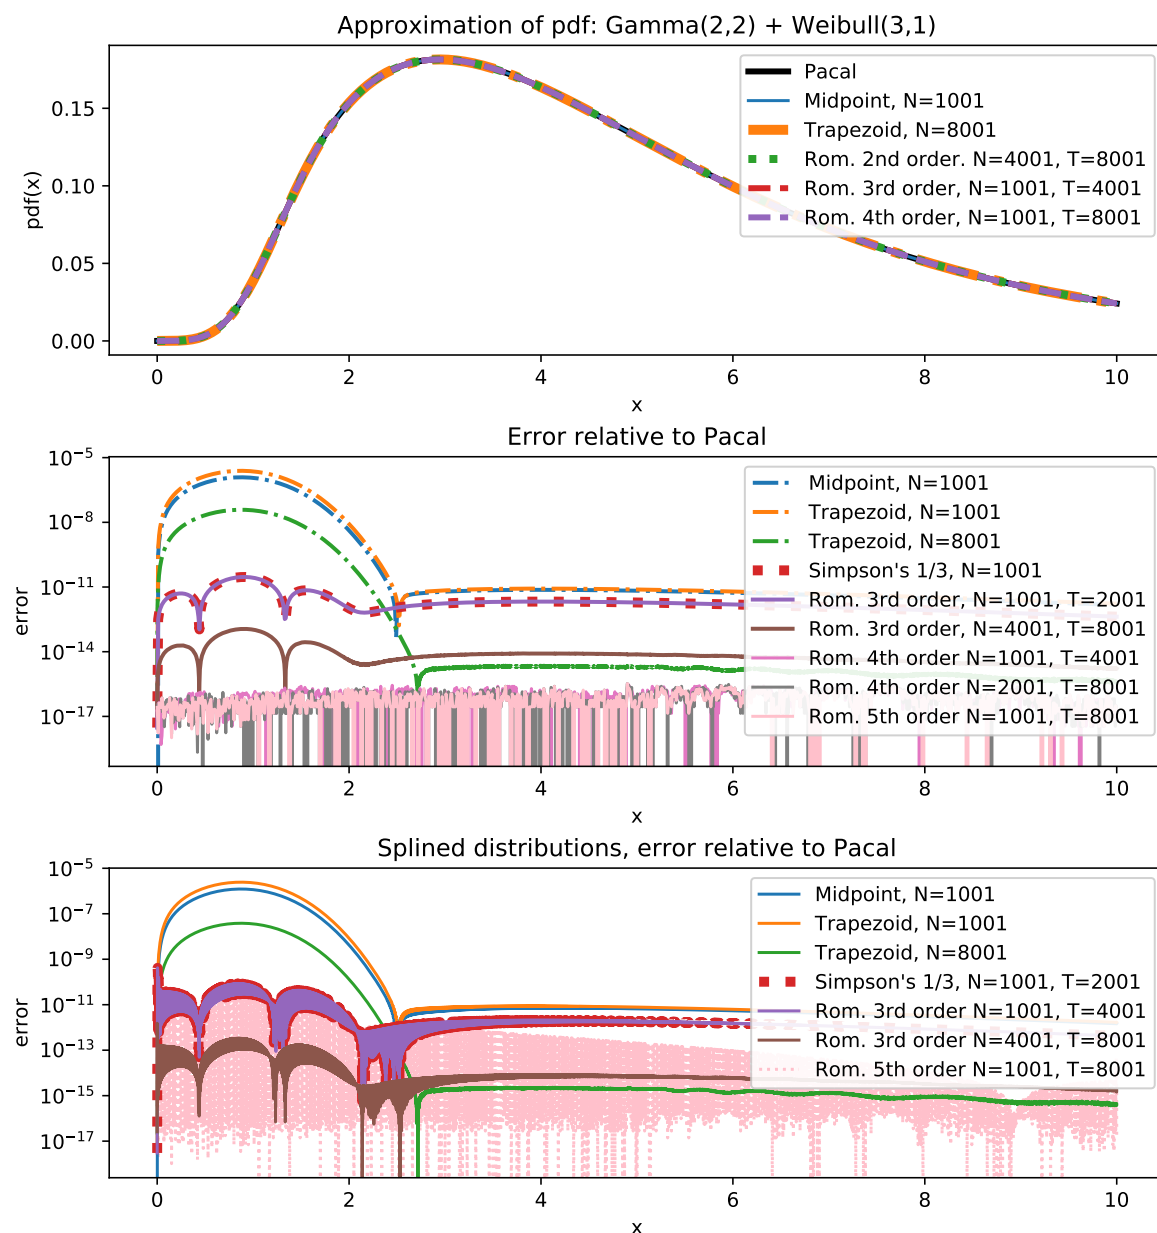 Approximation of pdf: Gamma(2,2) + Weibull(3,1)
pdf(x)
0.15
0.10
0.05
0.00
Pacal
Midpoint, N=1001
Trapezoid, N=8001
Rom. 2nd order. N=4001, T=8001
Rom. 3rd order, N=1001, T=4001
Rom. 4th order, N=1001, T=8001
0 2 4 6 8 10
x
Error relative to Pacal
error
10⁻⁵
10⁻⁸
10⁻¹¹
10⁻¹⁴
10⁻¹⁷
Midpoint, N=1001
Trapezoid, N=1001
Trapezoid, N=8001
Simpson's 1/3, N=1001
Rom. 3rd order, N=1001, T=2001
Rom. 3rd order, N=4001, T=8001
Rom. 4th order N=1001, T=4001
Rom. 4th order N=2001, T=8001
Rom. 5th order N=1001, T=8001
0 2 4 6 8 10
x
Splined distributions, error relative to Pacal
error
10⁻⁵
10⁻⁷
10⁻⁹
10⁻¹¹
10⁻¹³
10⁻¹⁵
10⁻¹⁷
Midpoint, N=1001
Trapezoid, N=1001
Trapezoid, N=8001
Simpson's 1/3, N=1001, T=2001
Rom. 3rd order N=1001, T=4001
Rom. 3rd order N=4001, T=8001
Rom. 5th order N=1001, T=8001
0 2 4 6 8 10
x